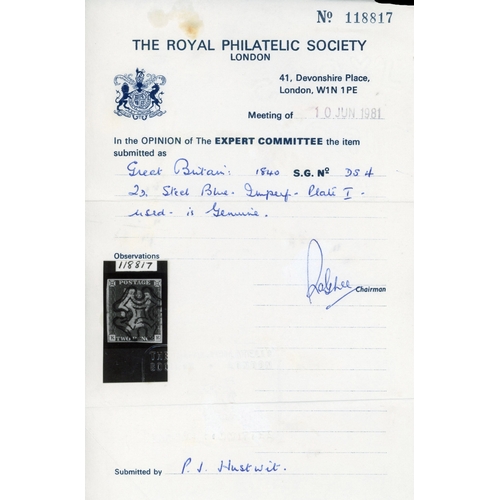 Nº 118817
THE ROYAL PHILATELIC SOCIETY
LONDON
41, Devonshire Place,
London, W1N 1PE
Meeting of 10 JUN 1981
In the OPINION of The EXPERT COMMITTEE the item
submitted as
Great Britain: 1840 S.G. Nº DS4
2d. Steel Blue. Imperf - Plate I -
used - is Genuine.
Observations
118817
Chairman
POSTAGE
TWO
Submitted by P. J. Hustwit.